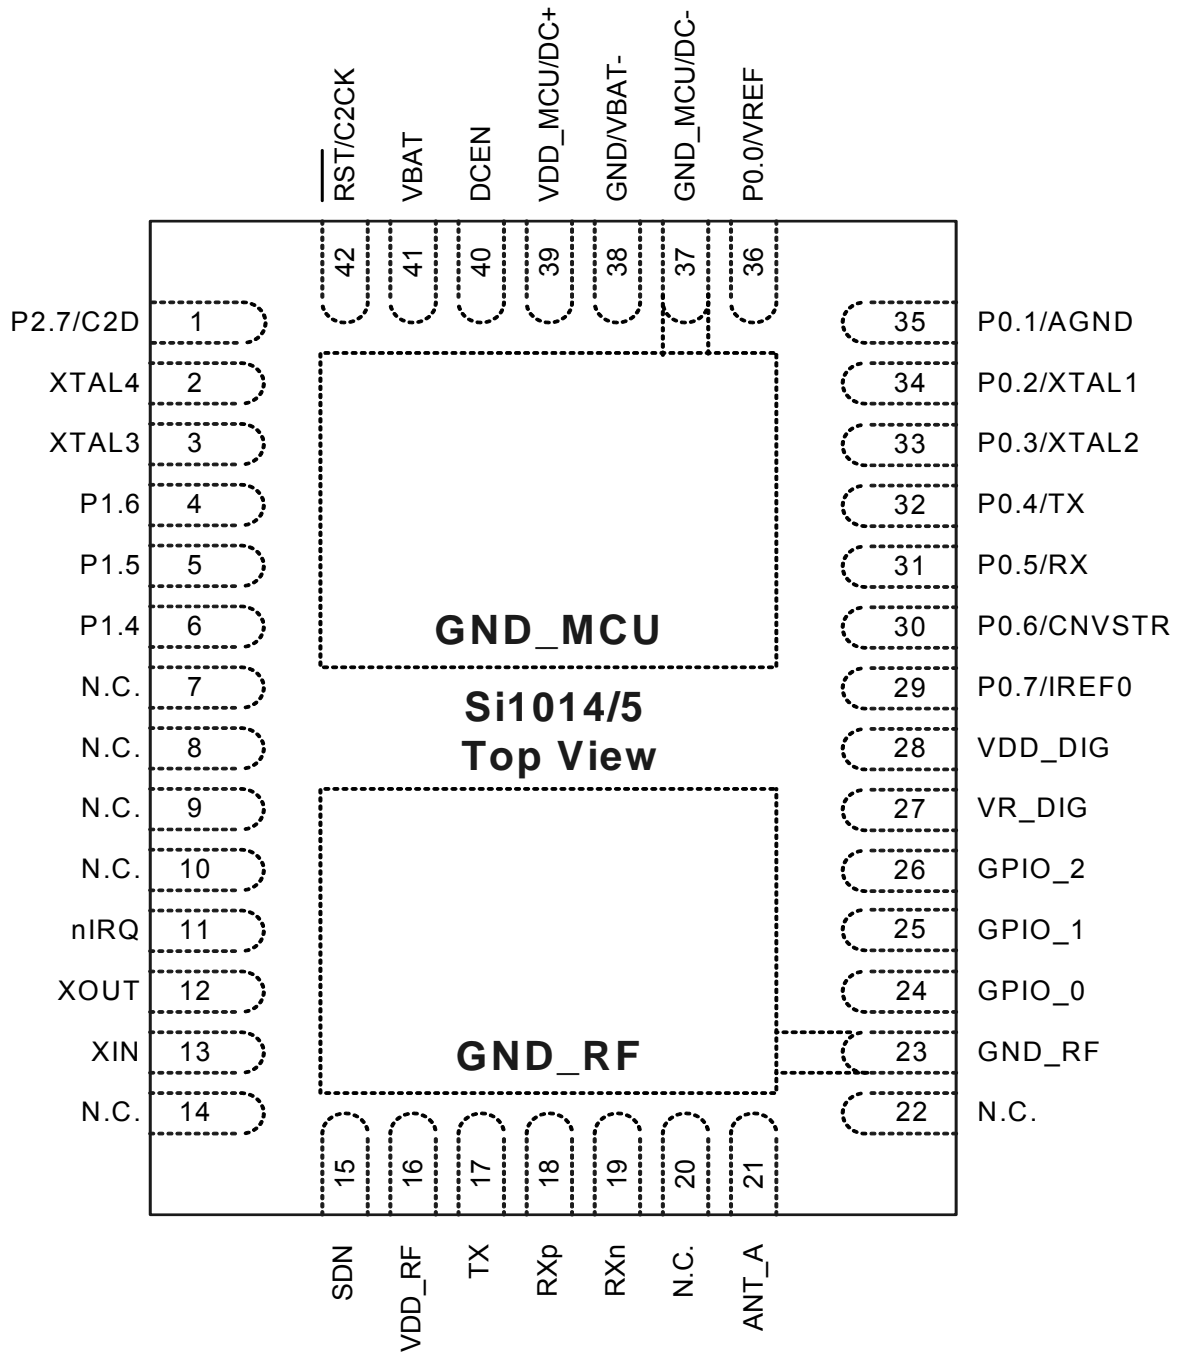 RST/C2CK
VBAT
DCEN
VDD_MCU/DC+
GND/VBAT-
GND_MCU/DC-
P0.0/VREF
42
41
40
39
38
37
36
P2.7/C2D 1
35 P0.1/AGND
XTAL4 2
34 P0.2/XTAL1
XTAL3 3
33 P0.3/XTAL2
P1.6 4
32 P0.4/TX
P1.5 5
31 P0.5/RX
P1.4 6
GND_MCU
30 P0.6/CNVSTR
N.C. 7
29 P0.7/IREF0
Si1014/5
Top View
N.C. 8
28 VDD_DIG
N.C. 9
27 VR_DIG
N.C. 10
26 GPIO_2
nIRQ 11
25 GPIO_1
XOUT 12
24 GPIO_0
XIN 13
GND_RF
23 GND_RF
N.C. 14
22 N.C.
15
16
17
18
19
20
21
SDN
VDD_RF
TX
RXp
RXn
N.C.
ANT_A